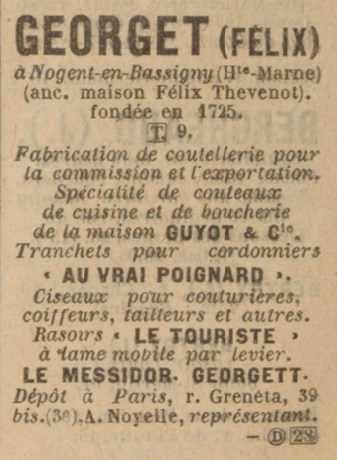 GEORGET (FÉLIX)
à Nogent-en-Bassigny (Hte-Marne)
(anc. maison Félix Thevenot).
fondée en 1725.
T 9.
Fabrication de coutellerie pour
la commission et l'exportation.
Spécialité de couteaux
de cuisine et de boucherie
de la maison GUYOT & Cie.
Tranchets pour cordonniers
« AU VRAI POIGNARD ».
Ciseaux pour couturières,
coiffeurs, tailleurs et autres.
Rasoirs « LE TOURISTE »
à lame mobile par levier.
LE MESSIDOR- GEORGETT-
Dépôt à Paris, r. Greneta, 39
bis.(3e).A. Noyelle, représentant.
— D 28